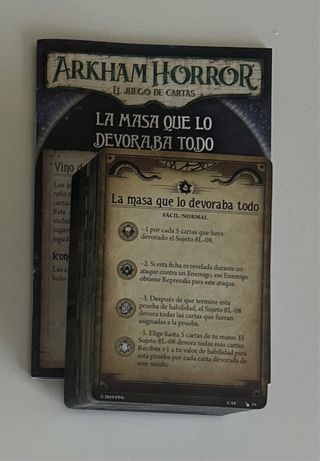 ARKHAM HORROR
EL JUEGO DE CARTAS
LA MASA QUE LO
DEVORABA TODO
Vino d
La masa que lo devoraba todo
FÁCIL/NORMAL
–1 por cada 5 cartas que haya
devorado el Sujeto 8L-08.
–2. Si esta ficha es revelada durante un
ataque contra un Enemigo, ese Enemigo
obtiene Represalia para este ataque.
–3. Después de que termine esta
prueba de habilidad, el Sujeto 8L-08
devora todas las cartas que fueran
asignadas a la prueba.
–5. Elige hasta 5 cartas de tu mano. El
Sujeto 8L-08 devora todas esas cartas.
Recibes +1 a tu valor de habilidad para
esta prueba por cada carta devorada de
este modo.
© 2019 FFG